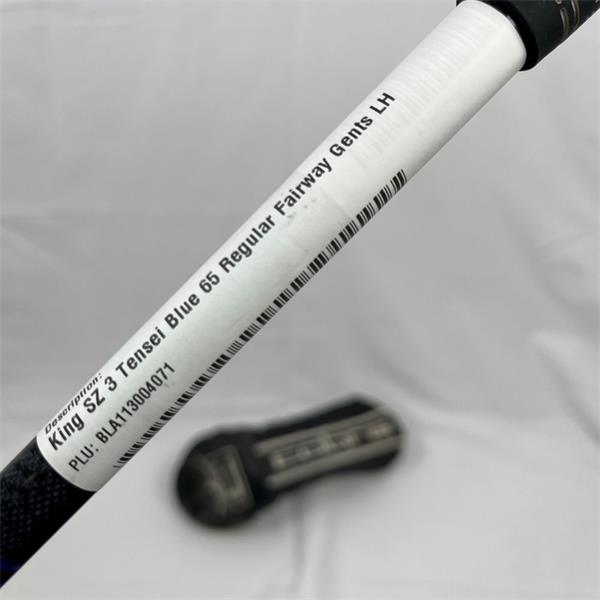 Description:
King SZ 3 Tensei Blue 65 Regular Fairway Gents LH
PLU: BLA113004071